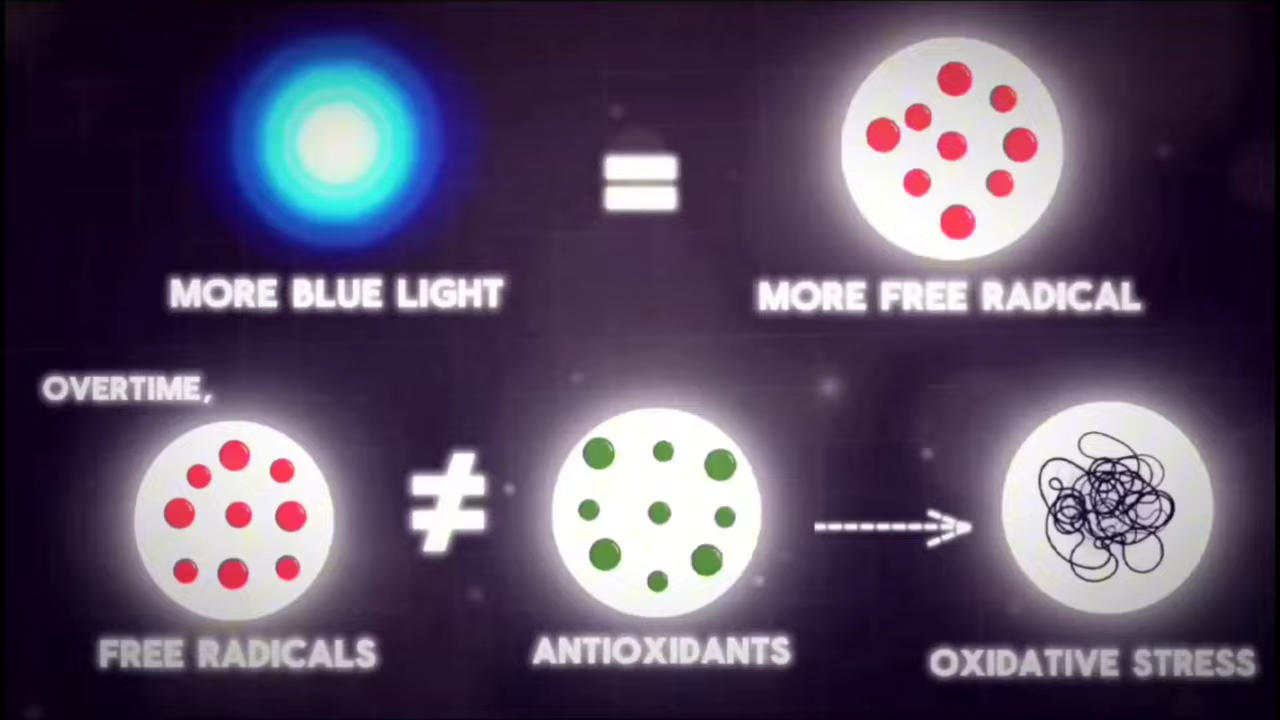 MORE BLUE LIGHT
=
MORE FREE RADICAL
OVERTIME,
FREE RADICALS
≠
ANTIOXIDANTS
OXIDATIVE STRESS